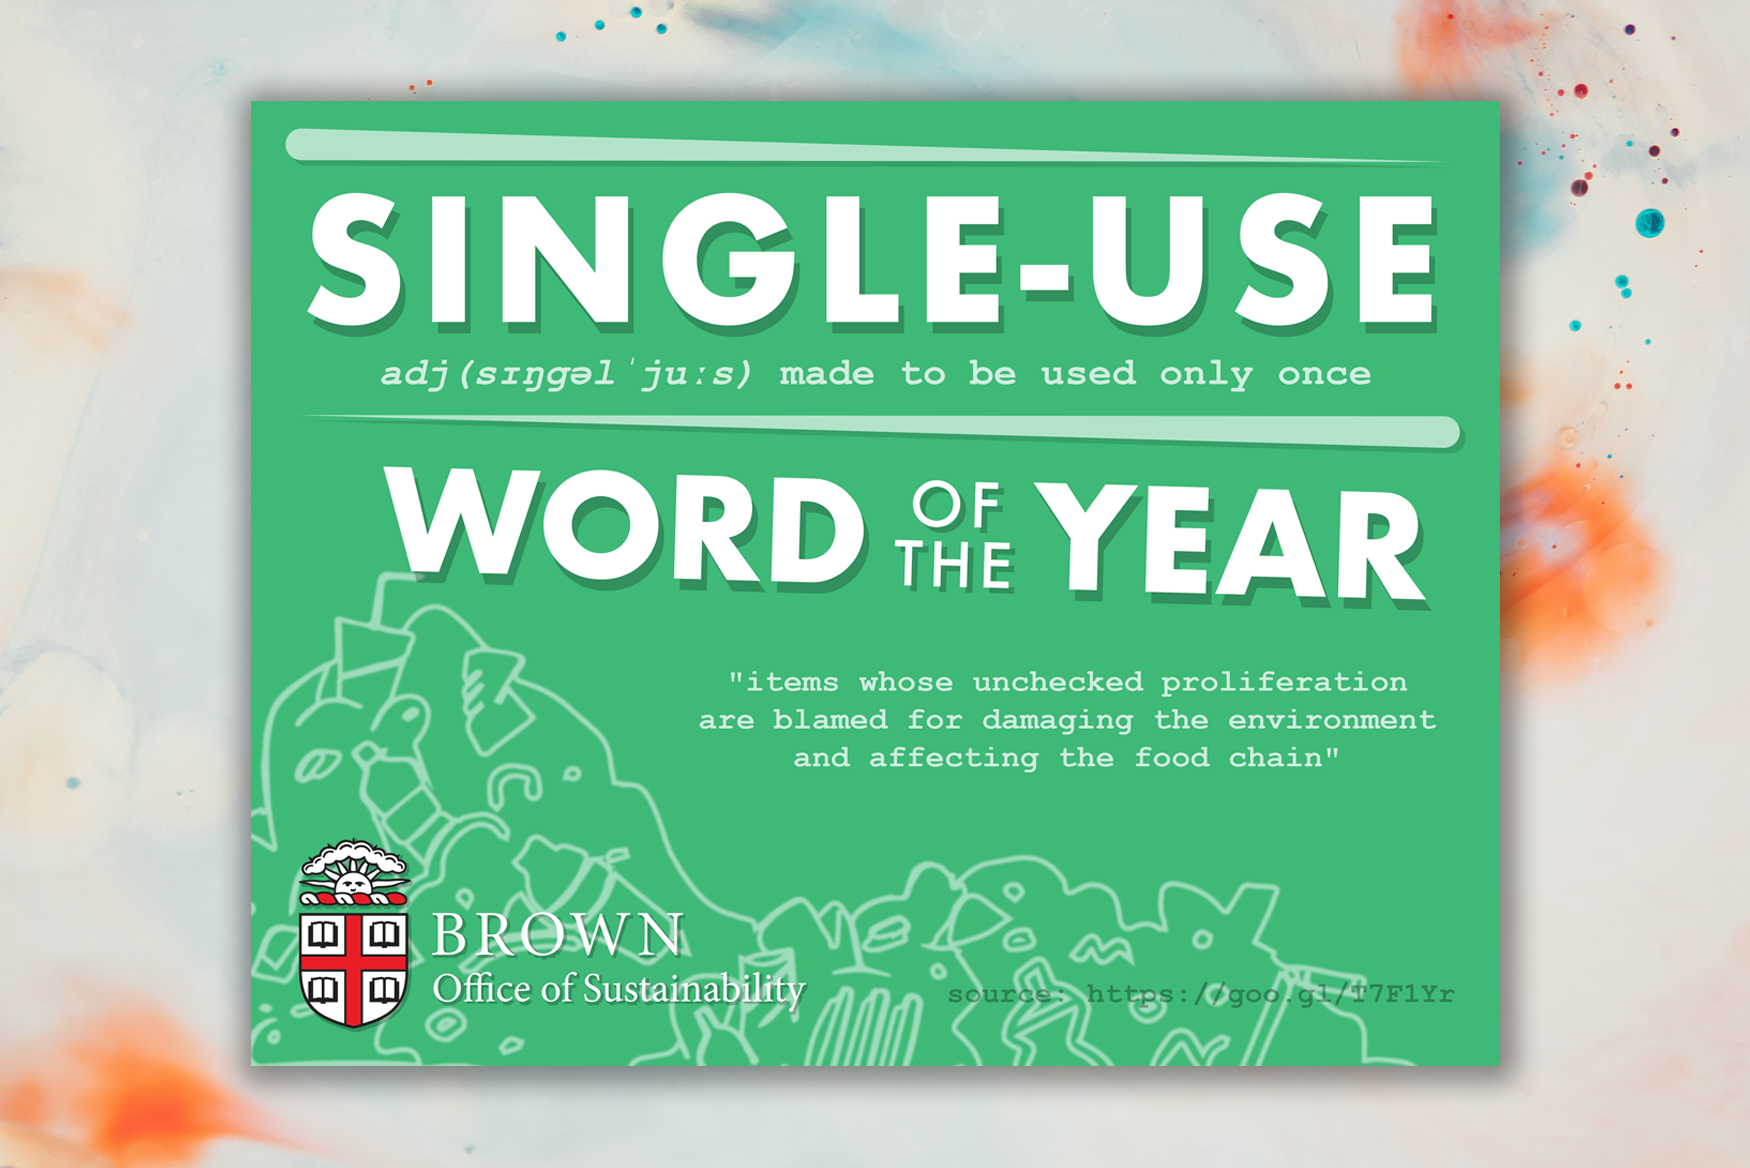 SINGLE-USE
adj(sɪŋɡəlˈjuːs) made to be used only once
WORD OF THE YEAR
"items whose unchecked proliferation
are blamed for damaging the environment
and affecting the food chain"
BROWN
Office of Sustainability
source: https://goo.gl/T7F1Yr